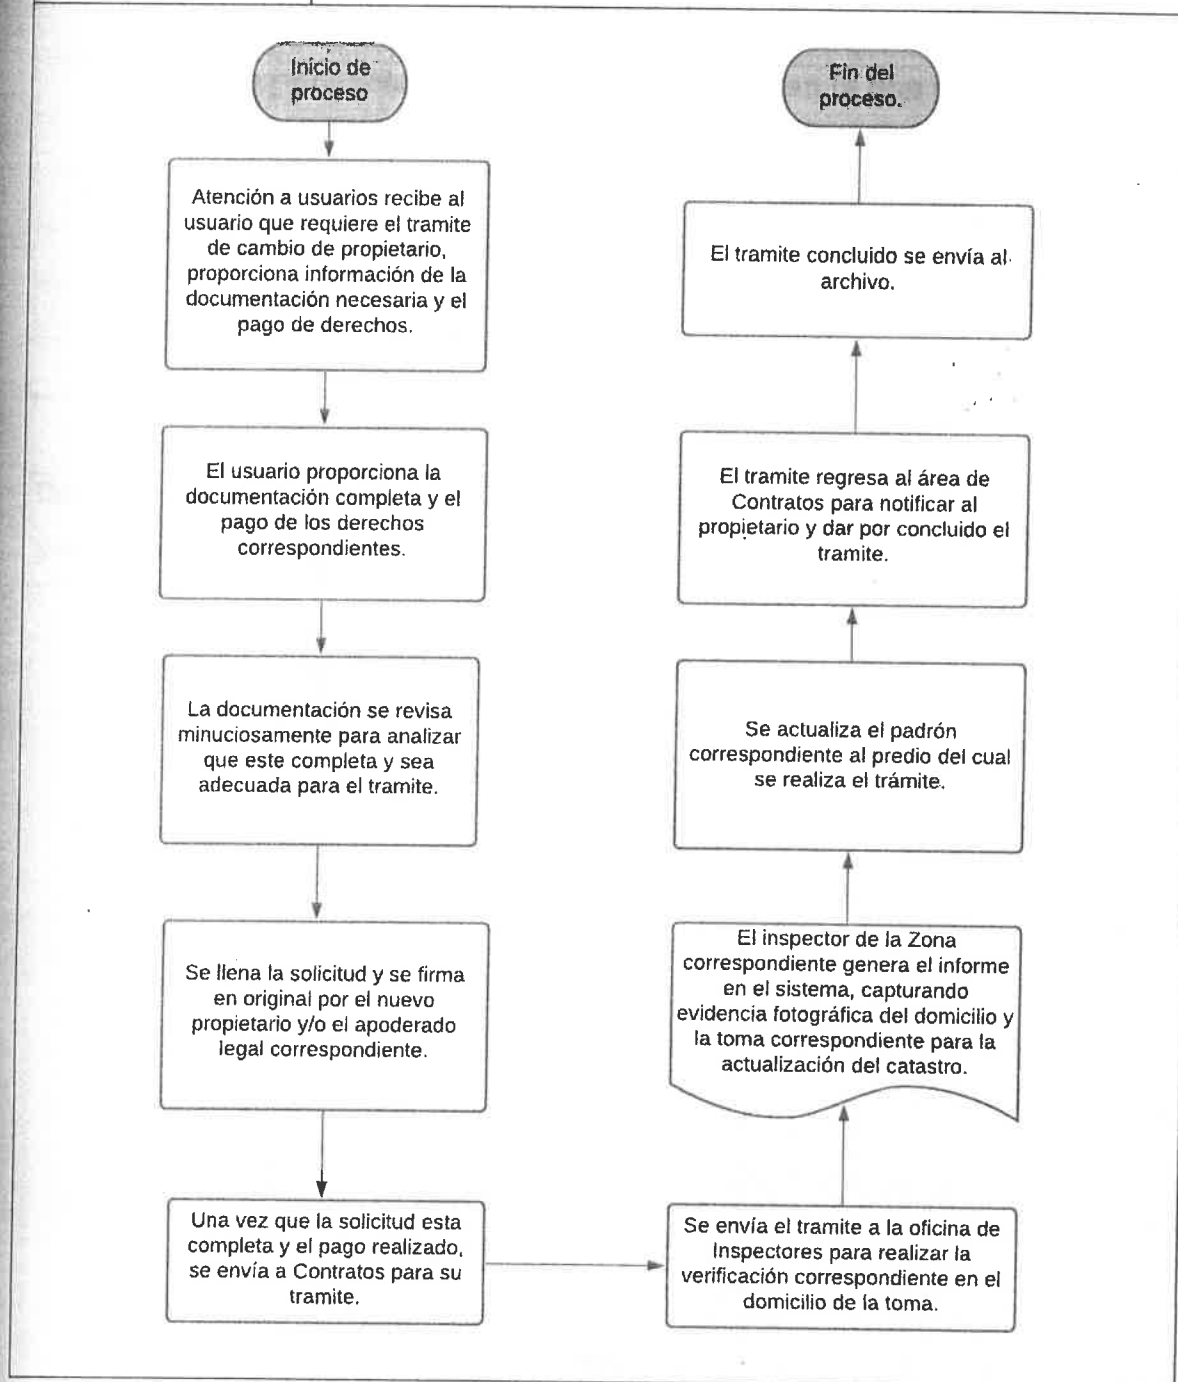 Inicio de
proceso
Atención a usuarios recibe al
usuario que requiere el tramite
de cambio de propietario,
proporciona información de la
documentación necesaria y el
pago de derechos.
El usuario proporciona la
documentación completa y el
pago de los derechos
correspondientes.
La documentación se revisa
minuciosamente para analizar
que este completa y sea
adecuada para el tramite.
Se llena la solicitud y se firma
en original por el nuevo
propietario y/o el apoderado
legal correspondiente.
Una vez que la solicitud esta
completa y el pago realizado,
se envía a Contratos para su
tramite.
Se envía el tramite a la oficina de
Inspectores para realizar la
verificación correspondiente en el
domicilio de la toma.
El inspector de la Zona
correspondiente genera el informe
en el sistema, capturando
evidencia fotográfica del domicilio y
la toma correspondiente para la
actualización del catastro.
Se actualiza el padrón
correspondiente al predio del cual
se realiza el trámite.
El tramite regresa al área de
Contratos para notificar al
propietario y dar por concluido el
tramite.
El tramite concluido se envía al
archivo.
Fin del
proceso.